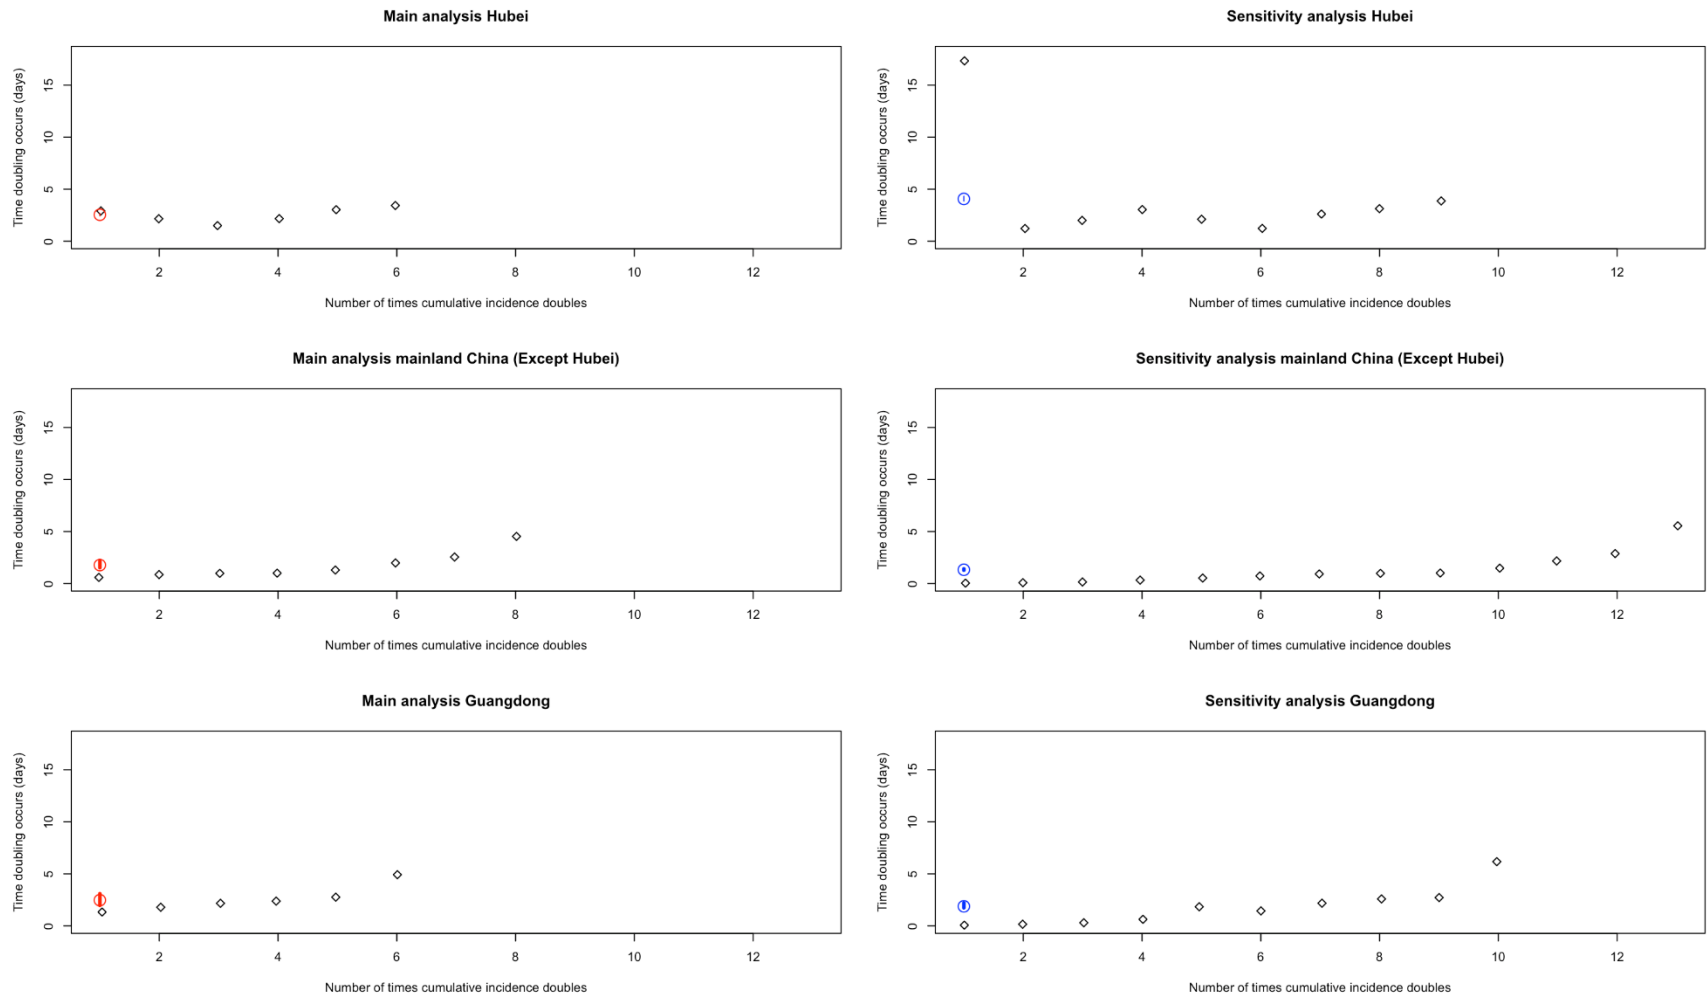 Main analysis Hubei
Time doubling occurs (days)
0 5 10 15
2 4 6 8 10 12
Number of times cumulative incidence doubles
Sensitivity analysis Hubei
Time doubling occurs (days)
0 5 10 15
2 4 6 8 10 12
Number of times cumulative incidence doubles
Main analysis mainland China (Except Hubei)
Time doubling occurs (days)
0 5 10 15
2 4 6 8 10 12
Number of times cumulative incidence doubles
Sensitivity analysis mainland China (Except Hubei)
Time doubling occurs (days)
0 5 10 15
2 4 6 8 10 12
Number of times cumulative incidence doubles
Main analysis Guangdong
Time doubling occurs (days)
0 5 10 15
2 4 6 8 10 12
Number of times cumulative incidence doubles
Sensitivity analysis Guangdong
Time doubling occurs (days)
0 5 10 15
2 4 6 8 10 12
Number of times cumulative incidence doubles